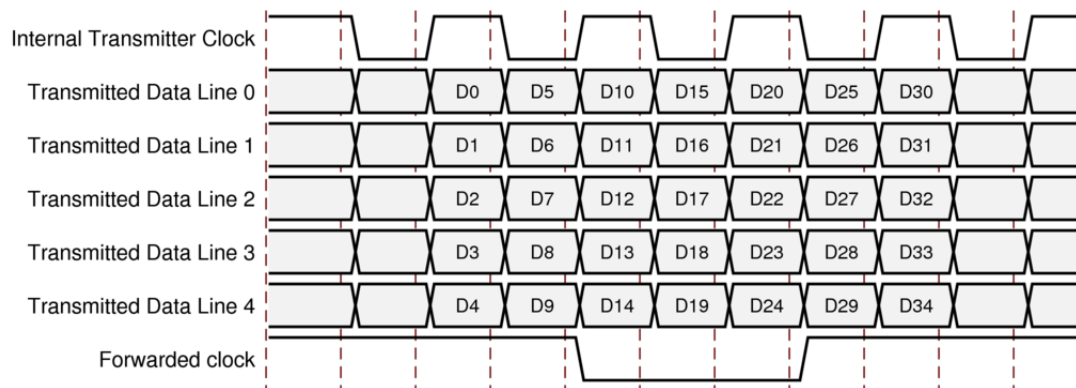 Internal Transmitter Clock
Transmitted Data Line 0 D0 D5 D10 D15 D20 D25 D30
Transmitted Data Line 1 D1 D6 D11 D16 D21 D26 D31
Transmitted Data Line 2 D2 D7 D12 D17 D22 D27 D32
Transmitted Data Line 3 D3 D8 D13 D18 D23 D28 D33
Transmitted Data Line 4 D4 D9 D14 D19 D24 D29 D34
Forwarded clock